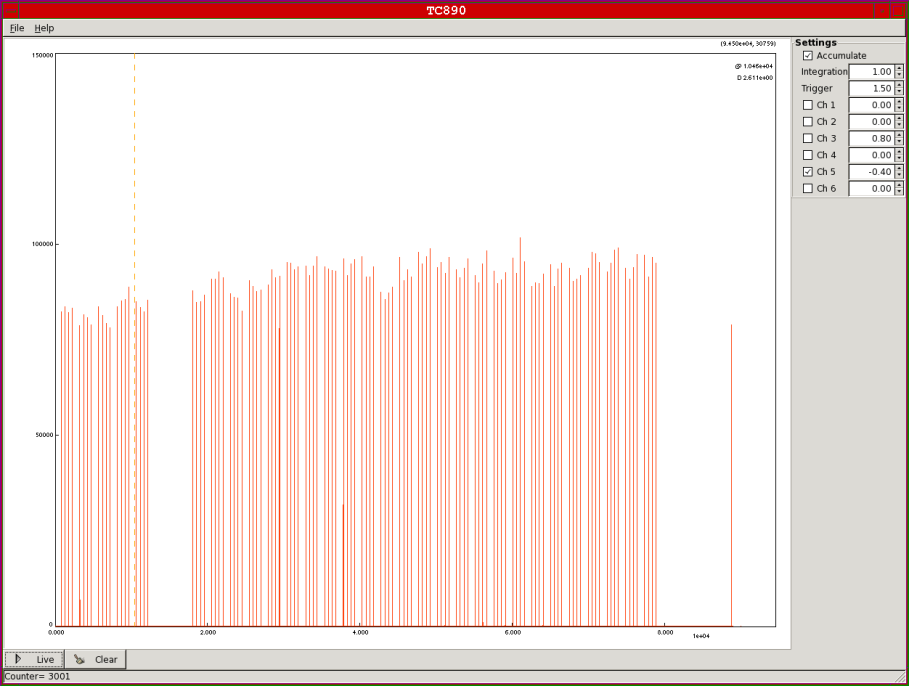 TC890
File Help
(9.450e+04, 30759)
@ 1.046e+04
D 2.611e+00
150000
100000
50000
0
0.000 2.000 4.000 6.000 8.000 1e+04
Settings
Accumulate
Integration 1.00
Trigger 1.50
Ch 1 0.00
Ch 2 0.00
Ch 3 0.80
Ch 4 0.00
Ch 5 -0.40
Ch 6 0.00
Live Clear
Counter= 3001